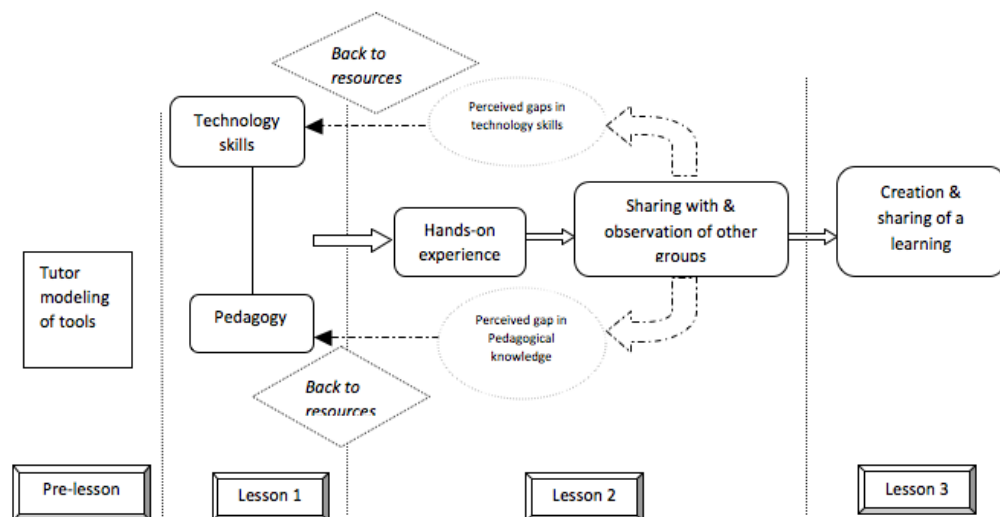 Back to
resources
Perceived gaps in
technology skills
Technology
skills
Creation &
sharing of a
learning
Sharing with &
observation of other
groups
Hands-on
experience
Tutor
modeling
of tools
Pedagogy
Perceived gap in
Pedagogical
knowledge
Back to
resources
Pre-lesson
Lesson 1
Lesson 2
Lesson 3